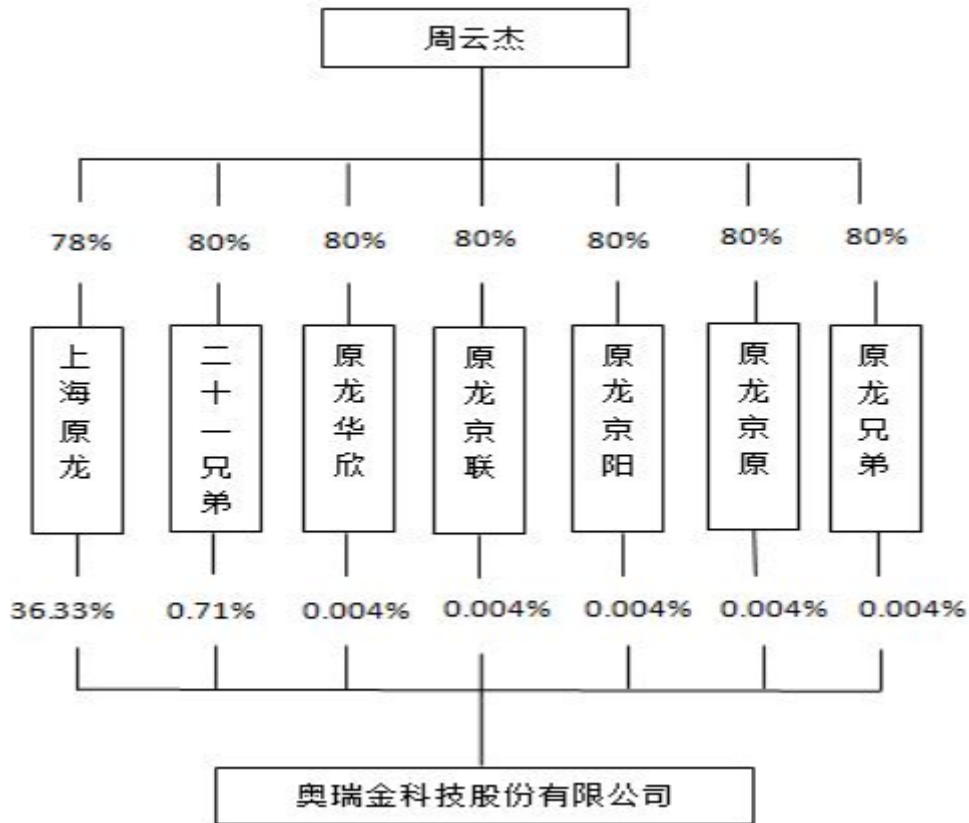 周云杰
78% 80% 80% 80% 80% 80% 80%
上海原龙
二十一兄弟
原龙华欣
原龙京联
原龙京阳
原龙京原
原龙兄弟
36.33% 0.71% 0.004% 0.004% 0.004% 0.004% 0.004%
奥瑞金科技股份有限公司